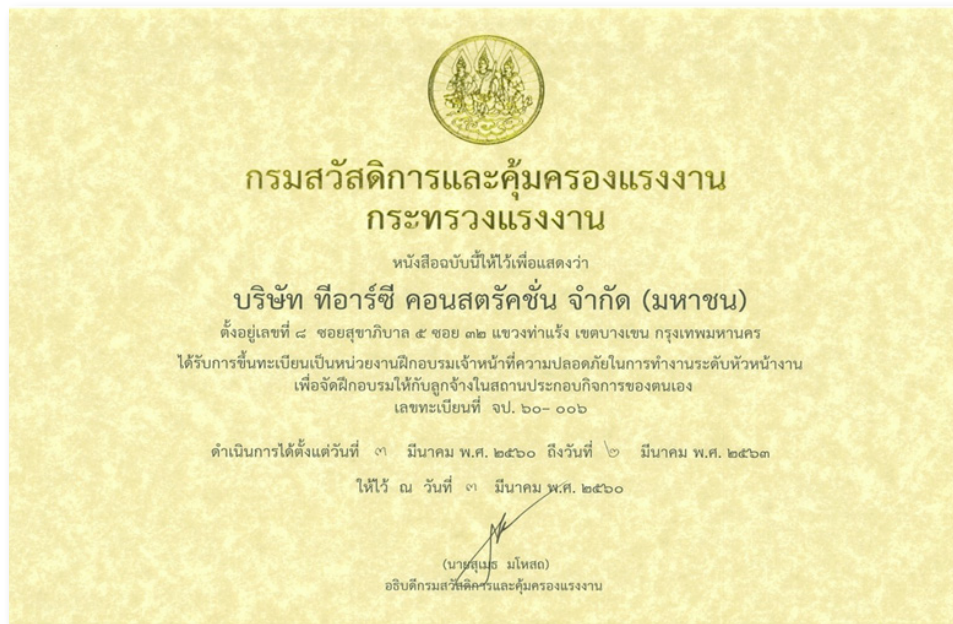 กรมสวัสดิการและคุ้มครองแรงงาน
กระทรวงแรงงาน
หนังสือฉบับนี้ให้ไว้เพื่อแสดงว่า
บริษัท ทีอาร์ซี คอนสตรัคชั่น จำกัด (มหาชน)
ตั้งอยู่เลขที่ ๘ ซอยสุขาภิบาล ๕ ซอย ๓๒ แขวงท่าแร้ง เขตบางเขน กรุงเทพมหานคร
ได้รับการขึ้นทะเบียนเป็นหน่วยงานฝึกอบรมเจ้าหน้าที่ความปลอดภัยในการทำงานระดับหัวหน้างาน
เพื่อจัดฝึกอบรมให้กับลูกจ้างในสถานประกอบกิจการของตนเอง
เลขทะเบียนที่ จป. ๖๐- ๐๐๖
ดำเนินการได้ตั้งแต่วันที่ ๓ มีนาคม พ.ศ. ๒๕๖๐ ถึงวันที่ ๒ มีนาคม พ.ศ. ๒๕๖๓
ให้ไว้ ณ วันที่ ๓ มีนาคม พ.ศ. ๒๕๖๐
(นายสุเมธ มโหสถ)
อธิบดีกรมสวัสดิการและคุ้มครองแรงงาน